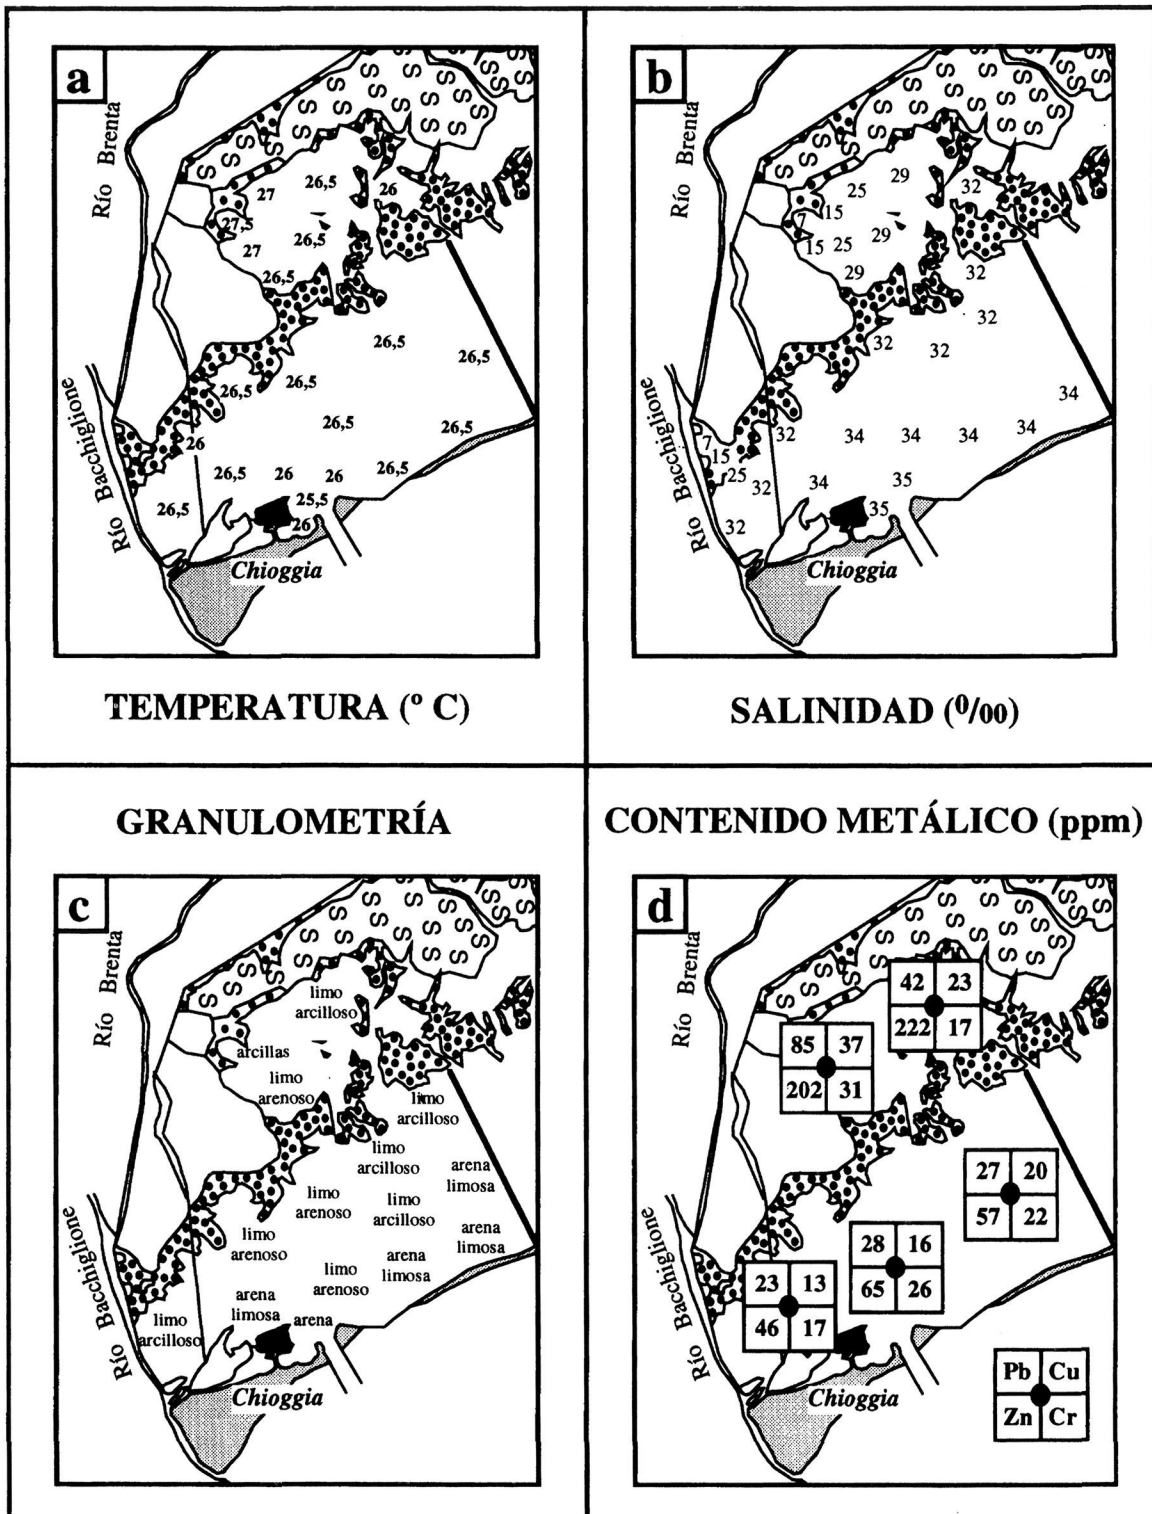 a
Río Brenta
27
26,5
26
27,5
27
26,5
26,5
26,5
26,5
26,5
26,5
26,5
26,5
26
26,5
26
26
26,5
26,5
25,5
26
Río Bacchiglione
Chioggia
TEMPERATURA (º C)
b
Río Brenta
25
29
32
7
15
15
25
29
29
32
32
32
32
34
7
15
25
32
34
34
34
34
32
34
35
32
35
Río Bacchiglione
Chioggia
SALINIDAD (⁰/₀₀)
GRANULOMETRÍA
c
Río Brenta
limo
arcilloso
arcillas
limo
arenoso
limo
arcilloso
limo
arcilloso
arena
limosa
limo
arenoso
limo
arcilloso
limo
arenoso
arena
limosa
arena
limosa
limo
arenoso
arena
limosa
arena
limo
arcilloso
Río Bacchiglione
Chioggia
CONTENIDO METÁLICO (ppm)
d
Río Brenta
42 23
222 17
85 37
202 31
27 20
57 22
28 16
65 26
23 13
46 17
Río Bacchiglione
Chioggia
Pb Cu
Zn Cr